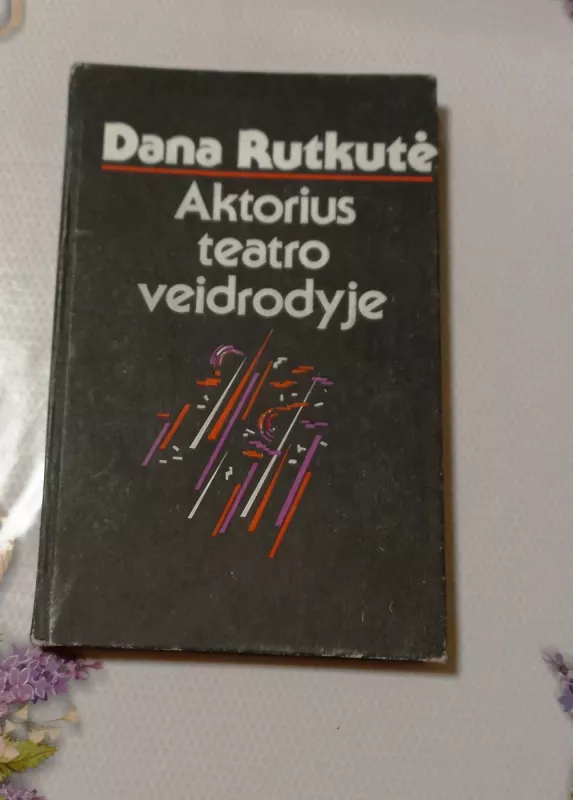 Dana Rutkutė
Aktorius
teatro
veidrodyje